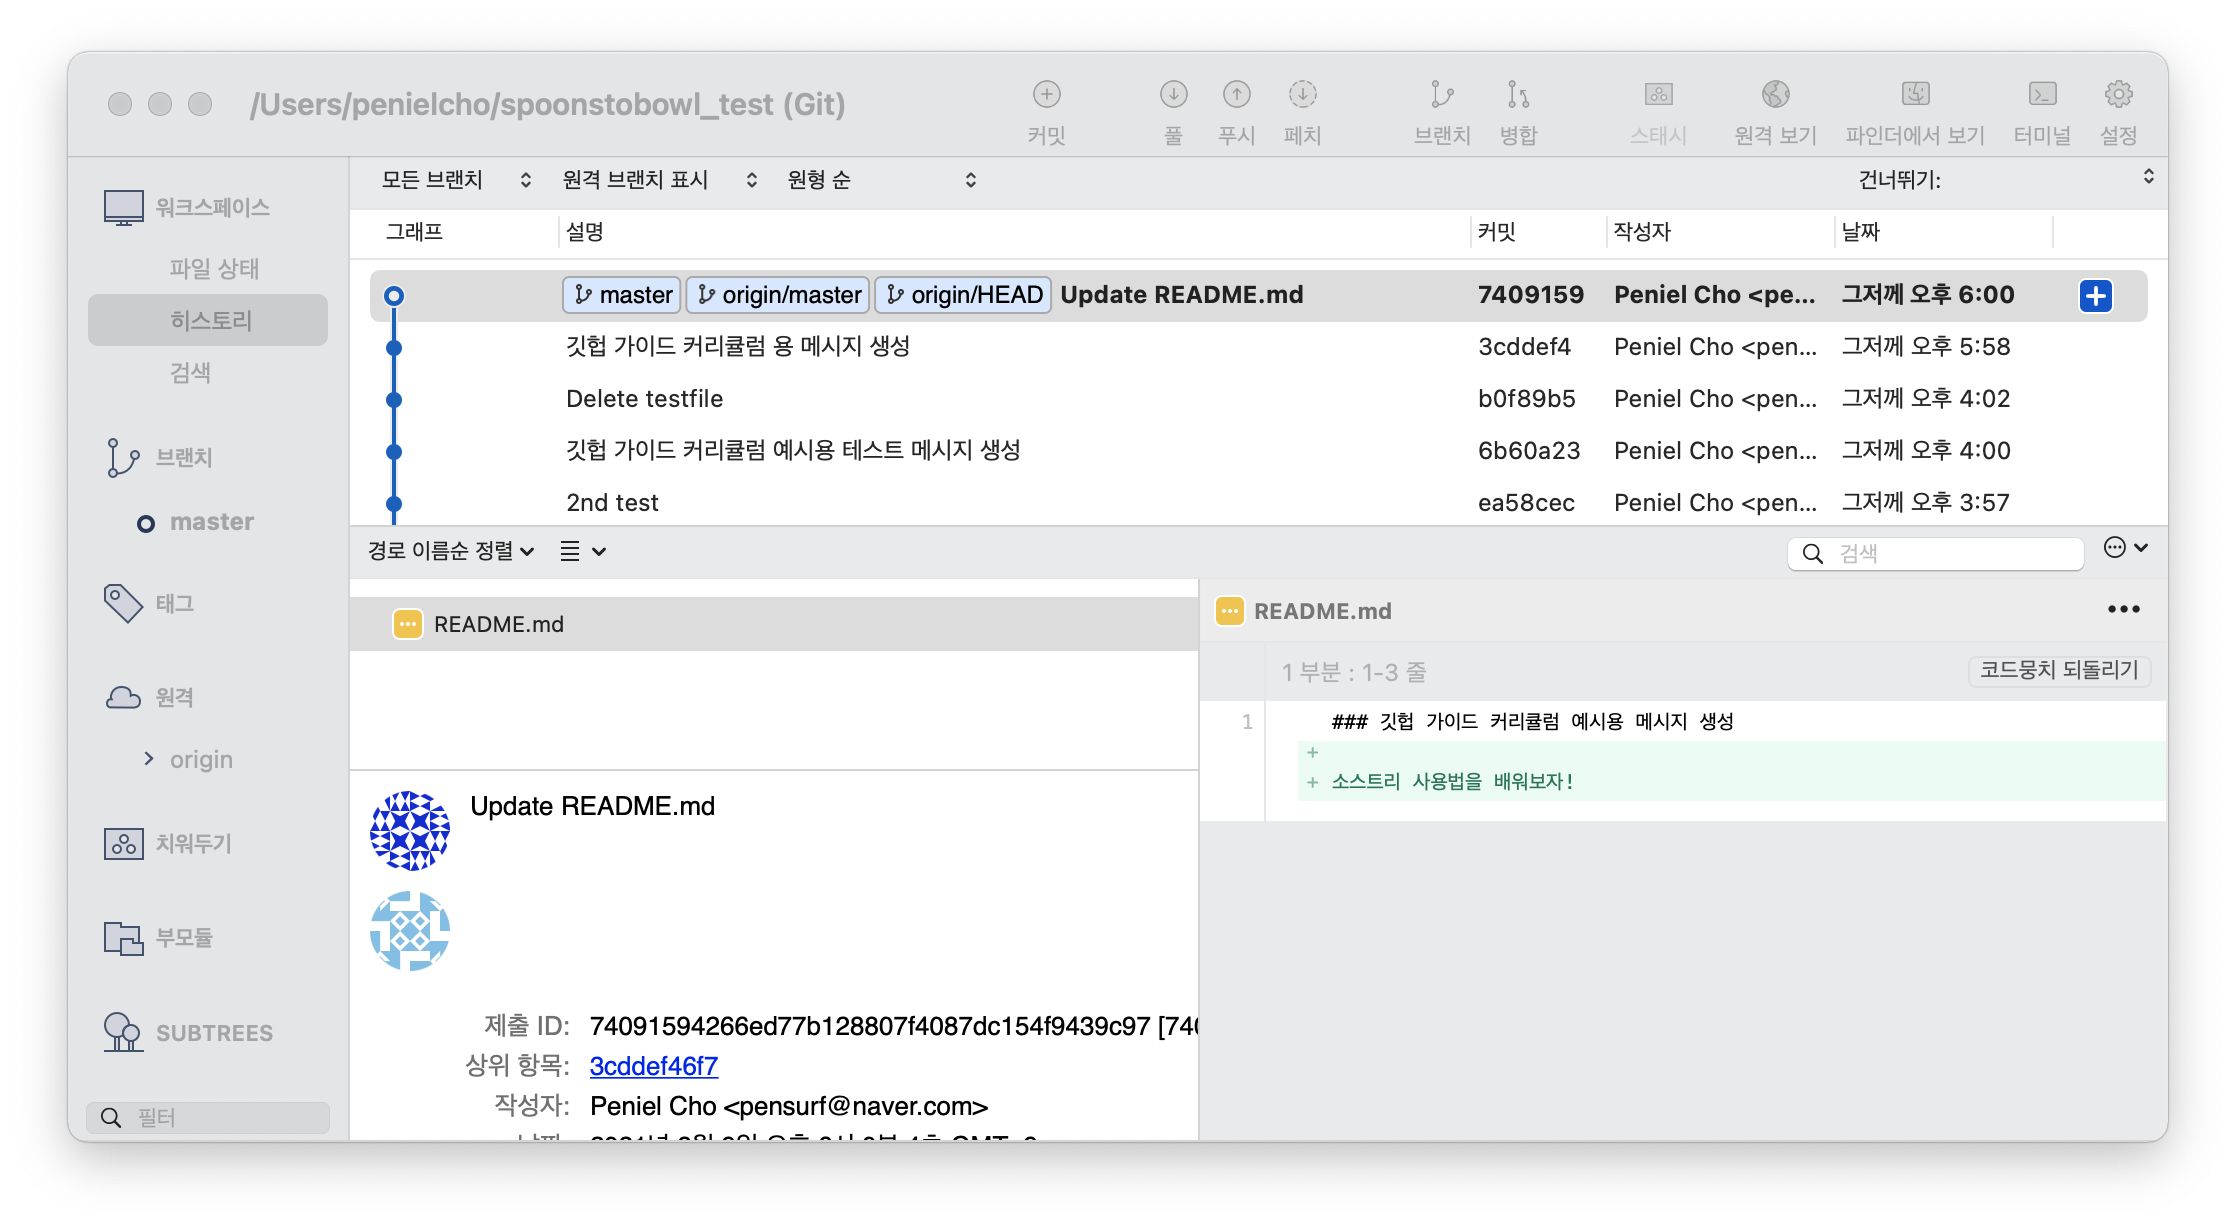 /Users/penielcho/spoonstobowl_test (Git)
커밋 풀 푸시 페치 브랜치 병합 스태시 원격 보기 파인더에서 보기 터미널 설정
모든 브랜치 원격 브랜치 표시 원형 순 건너뛰기:
그래프 설명 커밋 작성자 날짜
master origin/master origin/HEAD Update README.md 7409159 Peniel Cho <pe... 그저께 오후 6:00
깃헙 가이드 커리큘럼 용 메시지 생성 3cddef4 Peniel Cho <pen... 그저께 오후 5:58
Delete testfile b0f89b5 Peniel Cho <pen... 그저께 오후 4:02
깃헙 가이드 커리큘럼 예시용 테스트 메시지 생성 6b60a23 Peniel Cho <pen... 그저께 오후 4:00
2nd test ea58cec Peniel Cho <pen... 그저께 오후 3:57
워크스페이스
파일 상태
히스토리
검색
브랜치
master
태그
원격
origin
치워두기
부모듈
SUBTREES
필터
경로 이름순 정렬 검색
README.md
Update README.md
제출 ID: 74091594266ed77b128807f4087dc154f9439c97 [740
상위 항목: 3cddef46f7
작성자: Peniel Cho <pensurf@naver.com>
README.md
1 부분 : 1-3 줄 코드뭉치 되돌리기
1 ### 깃헙 가이드 커리큘럼 예시용 메시지 생성
+
+ 소스트리 사용법을 배워보자!